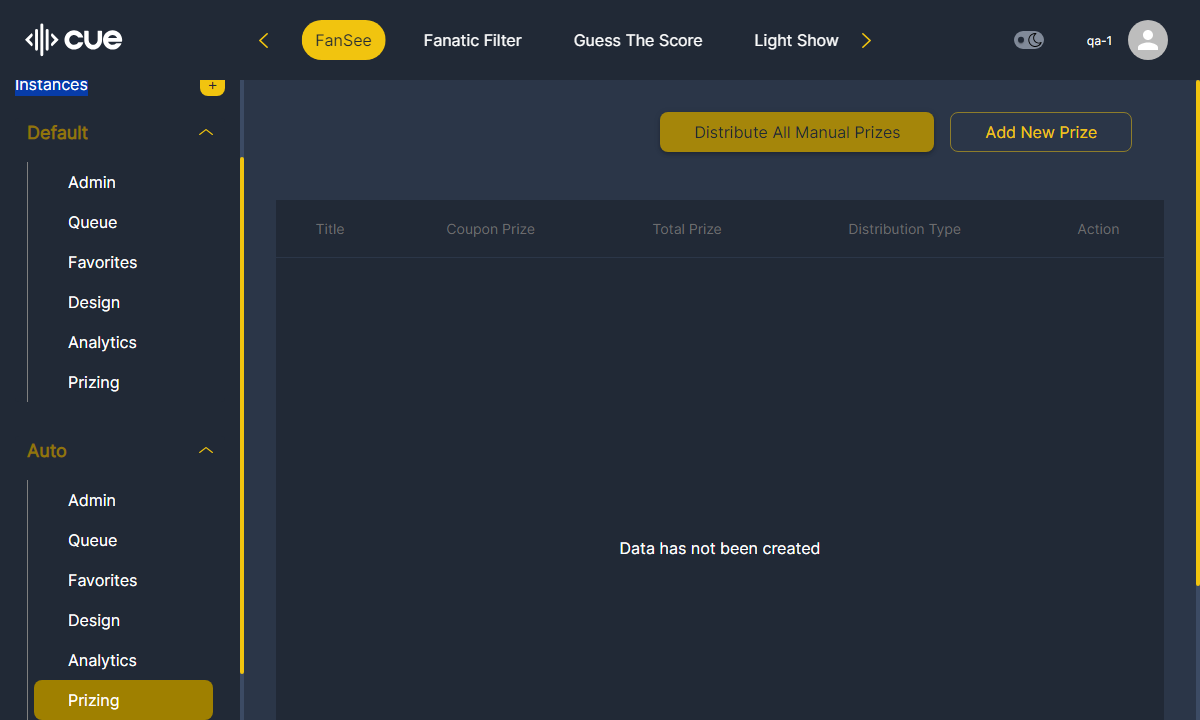 cue
FanSee
Fanatic Filter
Guess The Score
Light Show
qa-1
Instances
+
Default
Admin
Queue
Favorites
Design
Analytics
Prizing
Auto
Admin
Queue
Favorites
Design
Analytics
Prizing
Distribute All Manual Prizes
Add New Prize
Title
Coupon Prize
Total Prize
Distribution Type
Action
Data has not been created